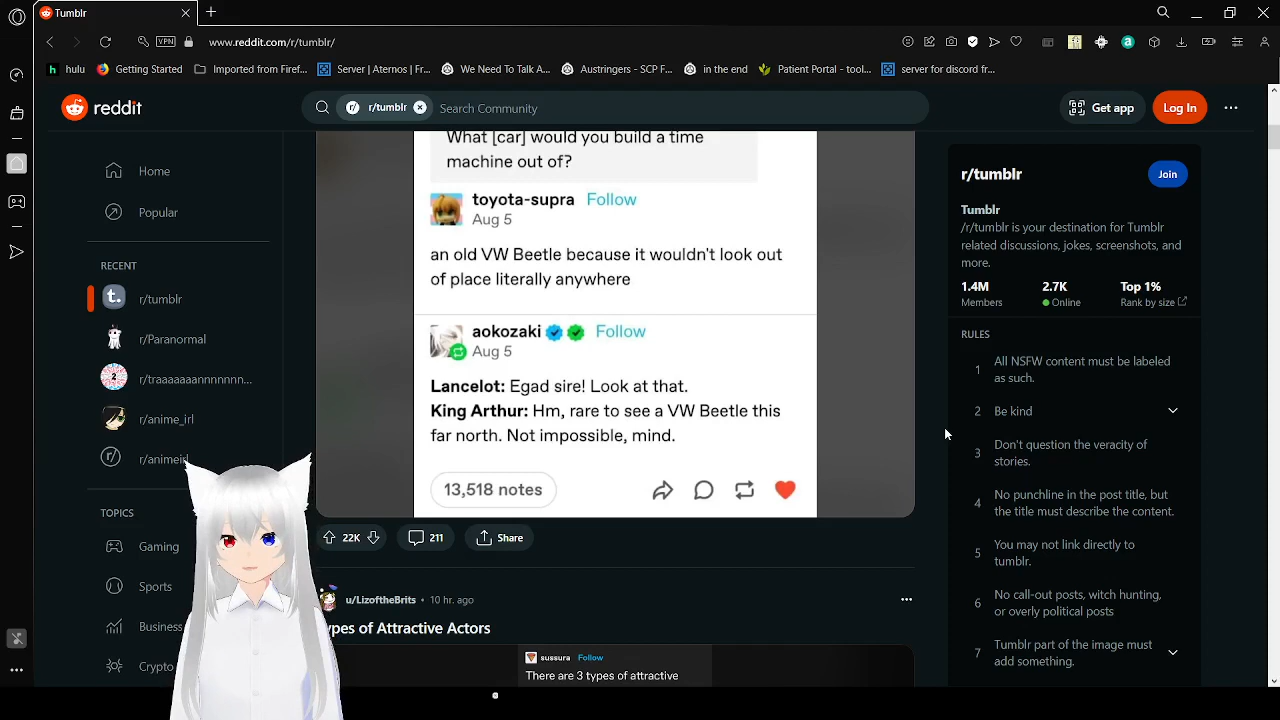 Tumblr
VPN
www.reddit.com/r/tumblr/
hulu
Getting Started
Imported from Firef...
Server | Aternos | Fr...
We Need To Talk A...
Austringers - SCP F...
in the end
Patient Portal - tool...
server for discord fr...
reddit
r/ r/tumblr
Search Community
Get app
Log In
Home
Popular
RECENT
r/tumblr
r/Paranormal
r/traaaaaaannnnnnn...
r/anime_irl
r/animeirl
TOPICS
Gaming
Sports
Business
Crypto
What [car] would you build a time
machine out of?
toyota-supra Follow
Aug 5
an old VW Beetle because it wouldn't look out
of place literally anywhere
aokozaki Follow
Aug 5
Lancelot: Egad sire! Look at that.
King Arthur: Hm, rare to see a VW Beetle this
far north. Not impossible, mind.
13,518 notes
22K
211
Share
u/LizoftheBrits • 10 hr. ago
ypes of Attractive Actors
sussura Follow
There are 3 types of attractive
r/tumblr
Join
Tumblr
/r/tumblr is your destination for Tumblr
related discussions, jokes, screenshots, and
more.
1.4M 2.7K Top 1%
Members Online Rank by size
RULES
1 All NSFW content must be labeled
as such.
2 Be kind
3 Don't question the veracity of
stories.
4 No punchline in the post title, but
the title must describe the content.
5 You may not link directly to
tumblr.
6 No call-out posts, witch hunting,
or overly political posts
7 Tumblr part of the image must
add something.